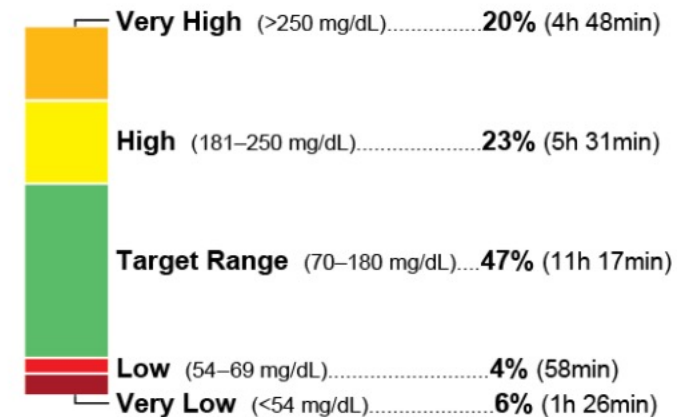 Very High (>250 mg/dL)................20% (4h 48min)
High (181–250 mg/dL).....................23% (5h 31min)
Target Range (70–180 mg/dL)....47% (11h 17min)
Low (54–69 mg/dL)...........................4% (58min)
Very Low (<54 mg/dL).....................6% (1h 26min)